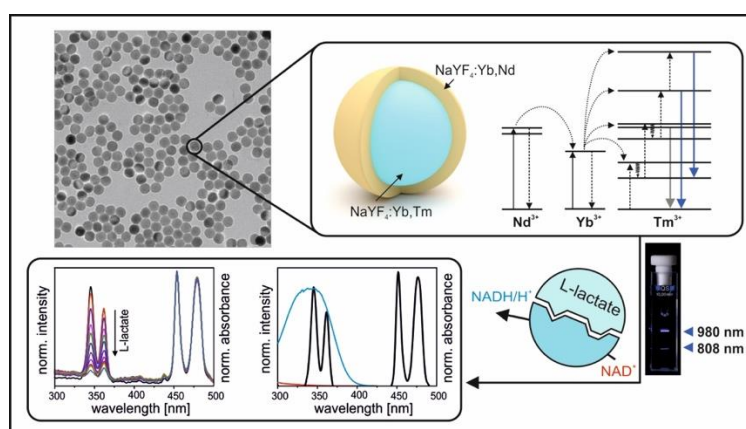 NaYF₄:Yb,Nd
NaYF₄:Yb,Tm
Nd³⁺
Yb³⁺
Tm³⁺
norm. intensity
L-lactate
norm. absorbance
300 350 400 450 500
wavelength [nm]
norm. intensity
norm. absorbance
300 350 400 450 500
wavelength [nm]
NADH/H⁺
L-lactate
NAD⁺
980 nm
808 nm